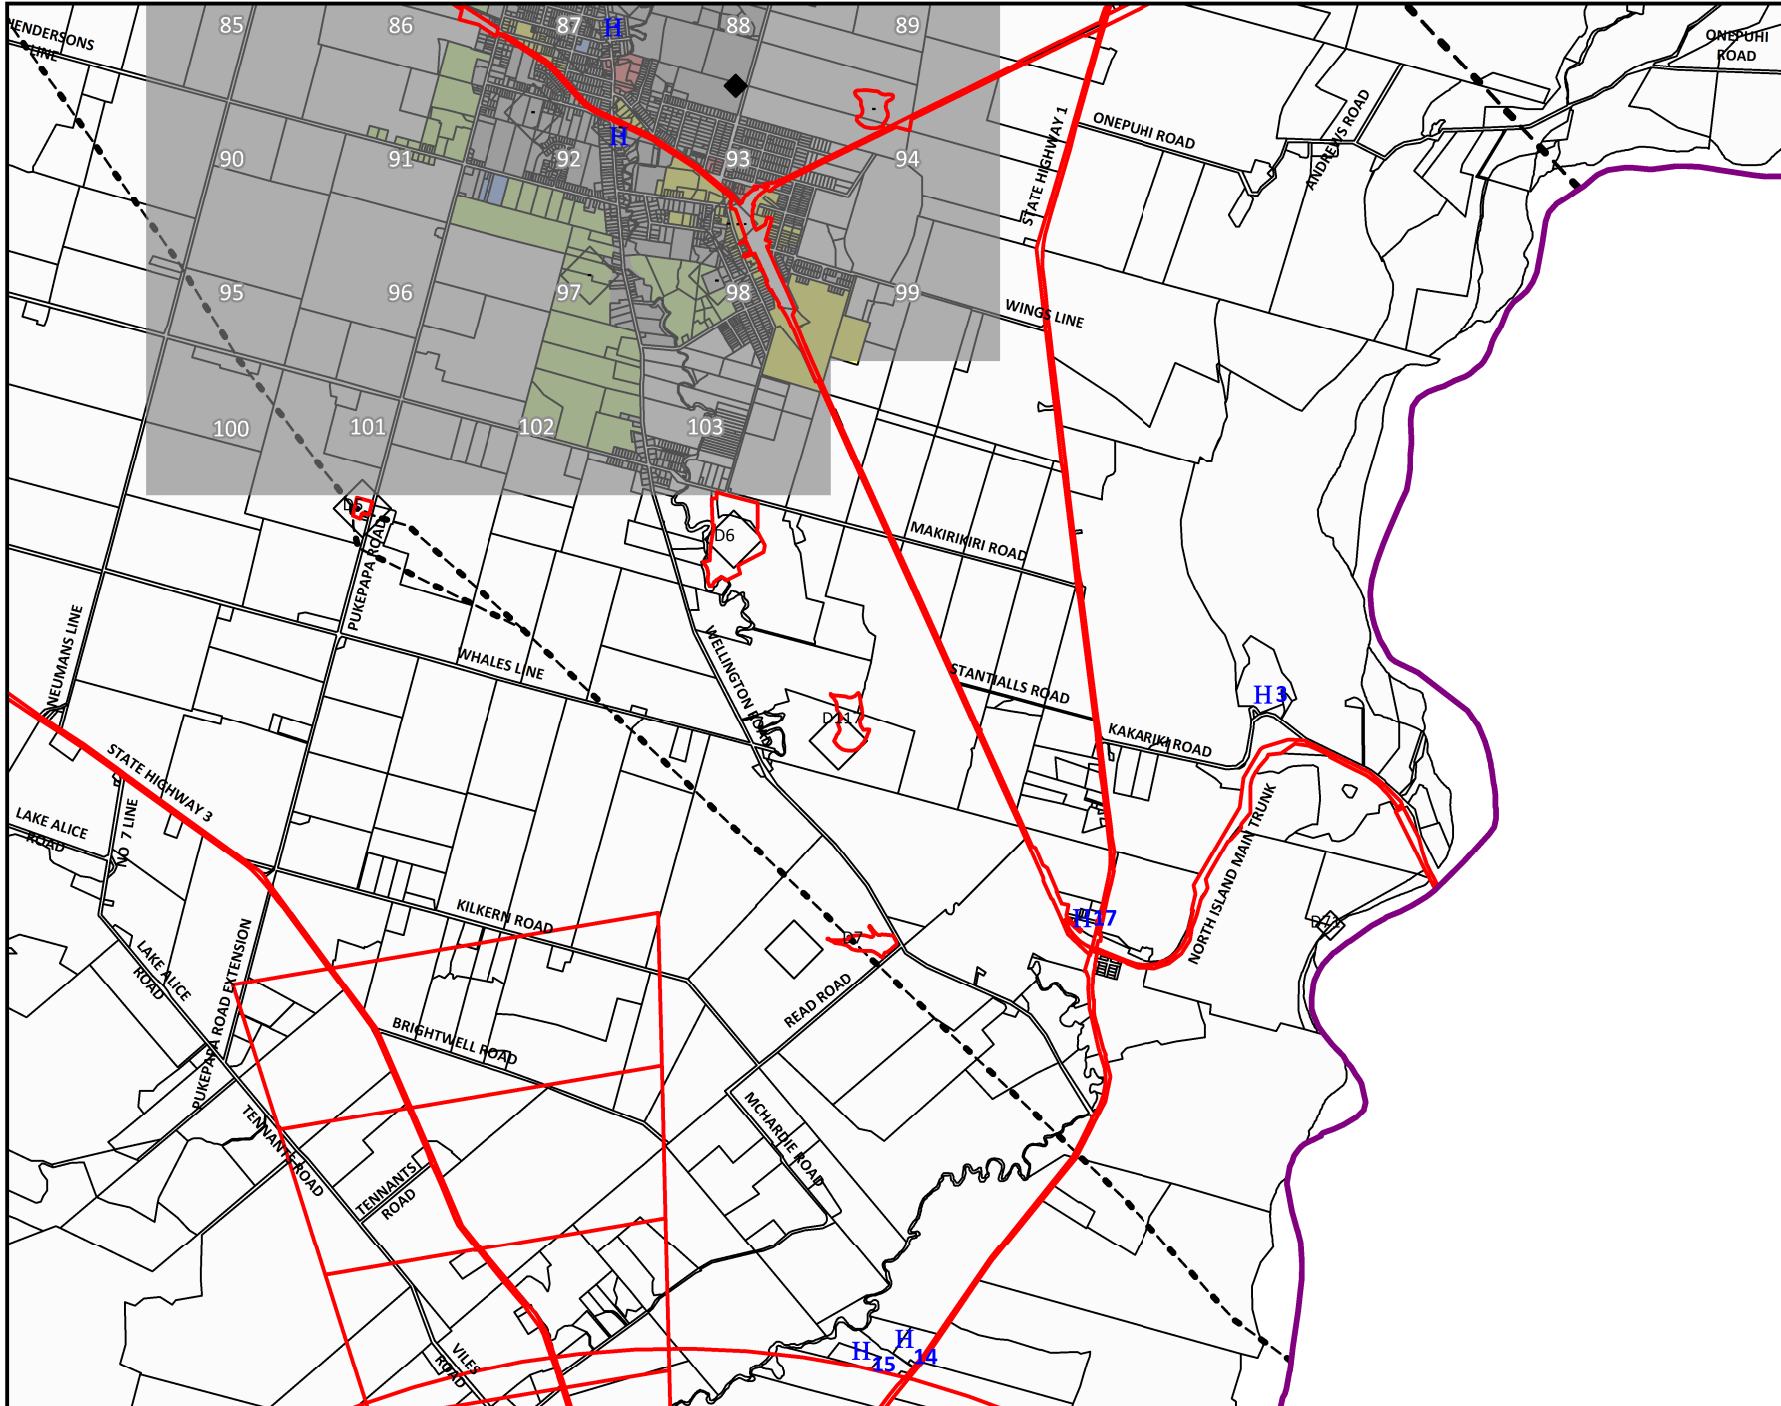 85
86
87
H
88
89
HENDERSONS
LINE
ONEPUHI
ROAD
90
91
92
H
93
94
STATE HIGHWAY 1
ONEPUHI ROAD
ANDREWS ROAD
95
96
97
98
99
WINGS LINE
100
101
102
103
D5
D6
MAKIRIKIRI ROAD
PUKEPAPA ROAD
NEUMANS LINE
WHALES LINE
WELLINGTON ROAD
STANTIALLS ROAD
H 3
D117
KAKARIKI ROAD
STATE HIGHWAY 3
LAKE ALICE
ROAD
NO 7 LINE
NORTH ISLAND MAIN TRUNK
KILKERN ROAD
H17
D7
LAKE ALICE
ROAD
PUKEPAPA ROAD EXTENSION
READ ROAD
BRIGHTWELL ROAD
MCHARDIE ROAD
TENNANTS ROAD
TENNANTS
ROAD
H
15
H
14
VILES
ROAD